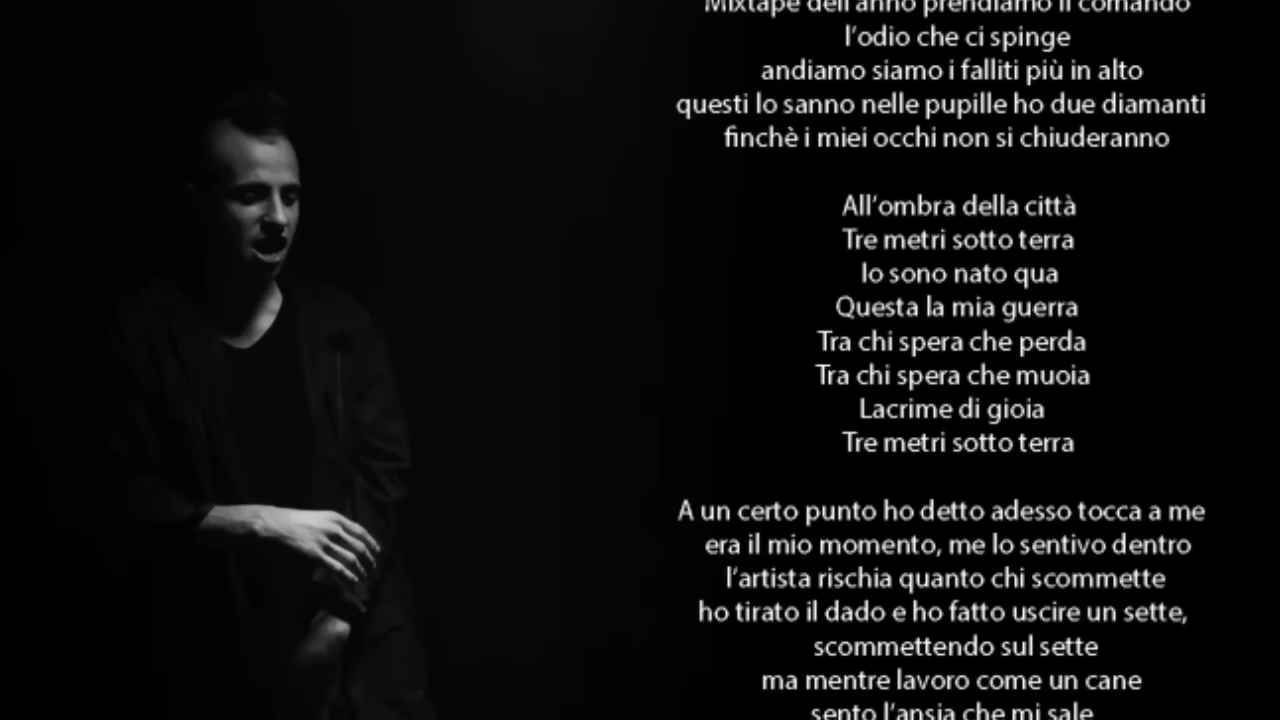 Mixtape dell'anno prendiamo il comando
l'odio che ci spinge
andiamo siamo i falliti più in alto
questi lo sanno nelle pupille ho due diamanti
finchè i miei occhi non si chiuderanno
All'ombra della città
Tre metri sotto terra
Io sono nato qua
Questa la mia guerra
Tra chi spera che perda
Tra chi spera che muoia
Lacrime di gioia
Tre metri sotto terra
A un certo punto ho detto adesso tocca a me
era il mio momento, me lo sentivo dentro
l'artista rischia quanto chi scommette
ho tirato il dado e ho fatto uscire un sette,
scommettendo sul sette
ma mentre lavoro come un cane
sento l'ansia che mi sale